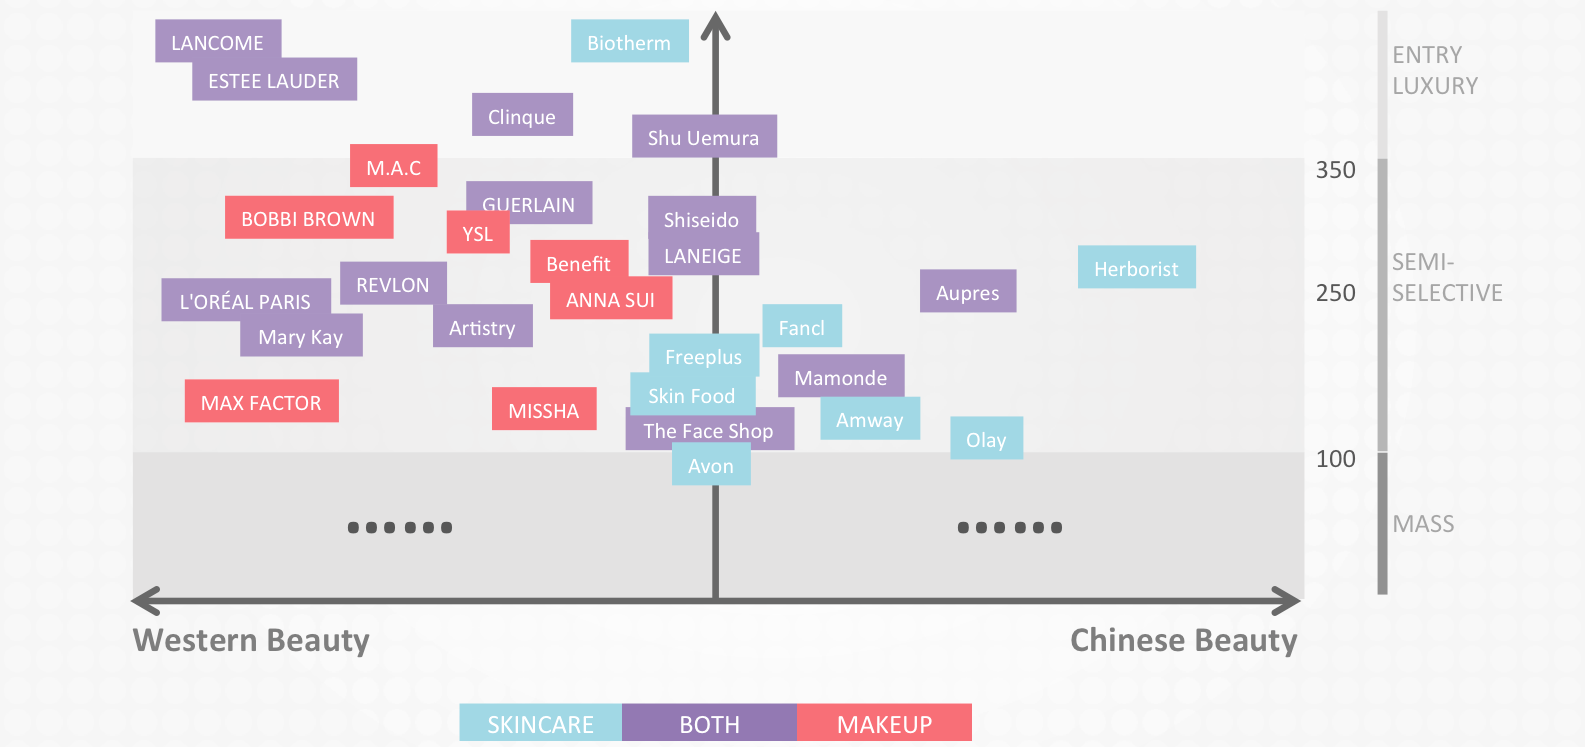 LANCOME
Biotherm
ESTEE LAUDER
Clinque
Shu Uemura
M.A.C
GUERLAIN
BOBBI BROWN
YSL
Shiseido
LANEIGE
Benefit
Herborist
REVLON
L'ORÉAL PARIS
ANNA SUI
Aupres
Mary Kay
Artistry
Fancl
Freeplus
Mamonde
MAX FACTOR
MISSHA
Skin Food
Amway
The Face Shop
Olay
Avon
ENTRY
LUXURY
350
SEMI-
SELECTIVE
250
100
MASS
Western Beauty
Chinese Beauty
SKINCARE BOTH MAKEUP